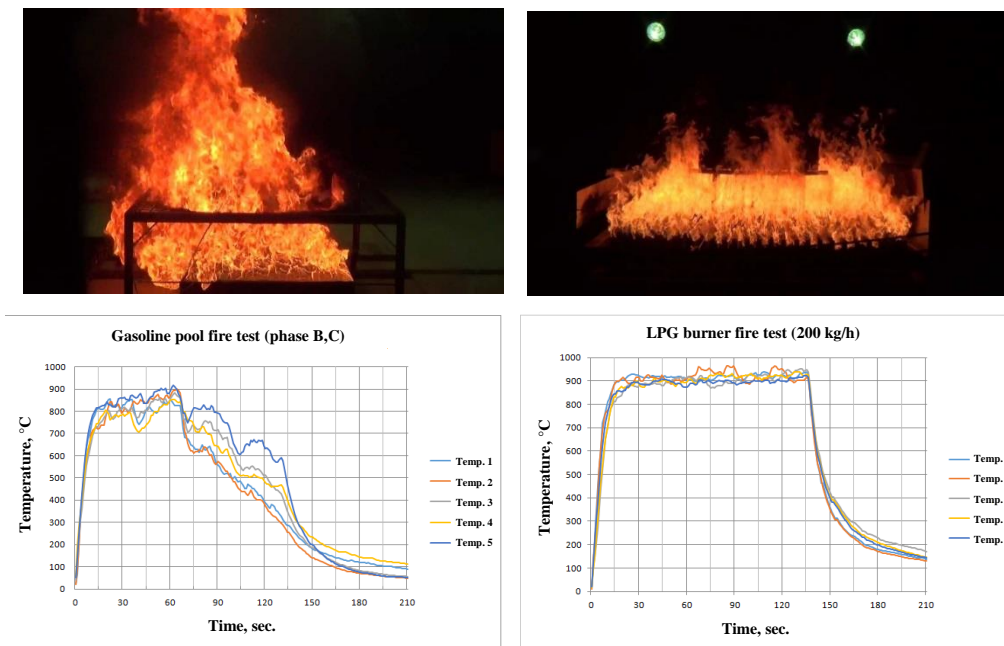 Gasoline pool fire test (phase B,C)
1000
900
800
700
600
500
400
300
200
100
0
Temperature, °C
0 30 60 90 120 150 180 210
Time, sec.
Temp. 1
Temp. 2
Temp. 3
Temp. 4
Temp. 5
LPG burner fire test (200 kg/h)
1000
900
800
700
600
500
400
300
200
100
0
Temperature, °C
0 30 60 90 120 150 180 210
Time, sec.
Temp.
Temp.
Temp.
Temp.
Temp.